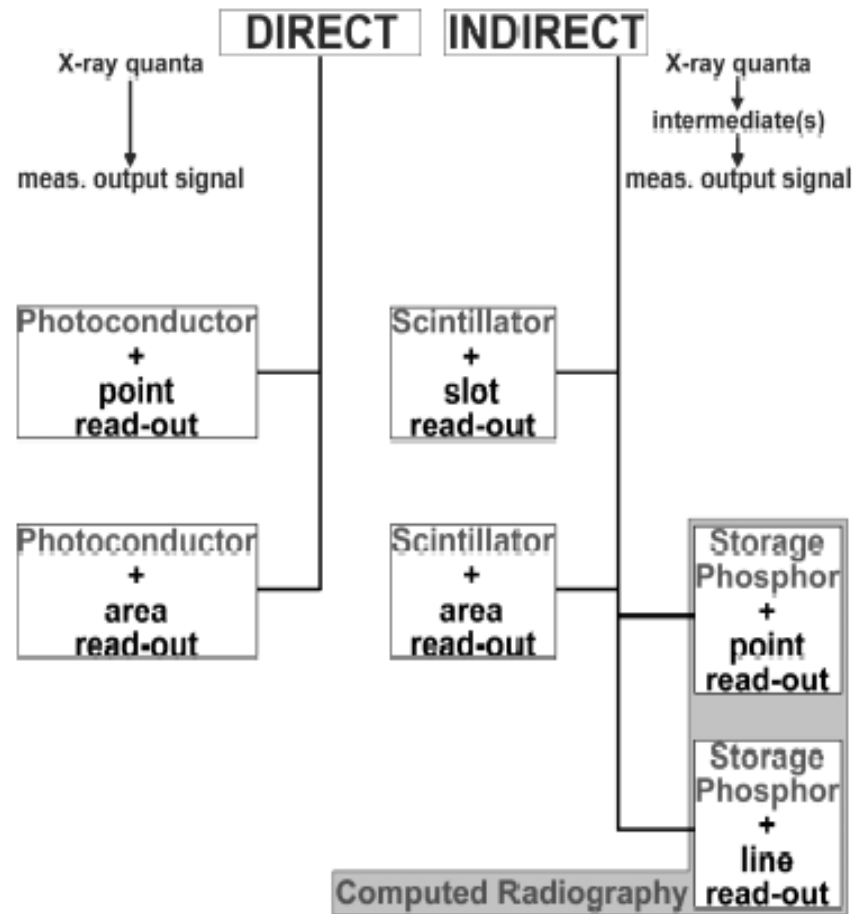 DIRECT
INDIRECT
X-ray quanta
meas. output signal
X-ray quanta
intermediate(s)
meas. output signal
Photoconductor
+
point
read-out
Photoconductor
+
area
read-out
Scintillator
+
slot
read-out
Scintillator
+
area
read-out
Storage
Phosphor
+
point
read-out
Storage
Phosphor
+
line
read-out
Computed Radiography